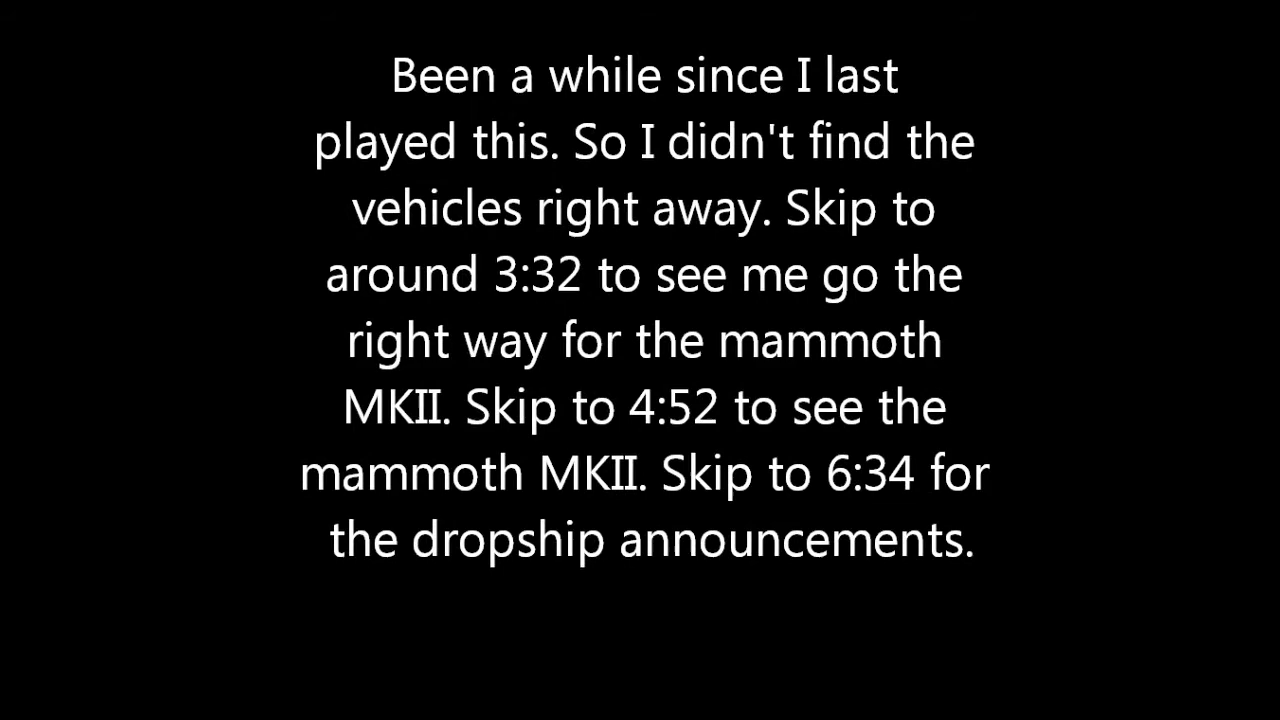 Been a while since I last
played this. So I didn't find the
vehicles right away. Skip to
around 3:32 to see me go the
right way for the mammoth
MKII. Skip to 4:52 to see the
mammoth MKII. Skip to 6:34 for
the dropship announcements.